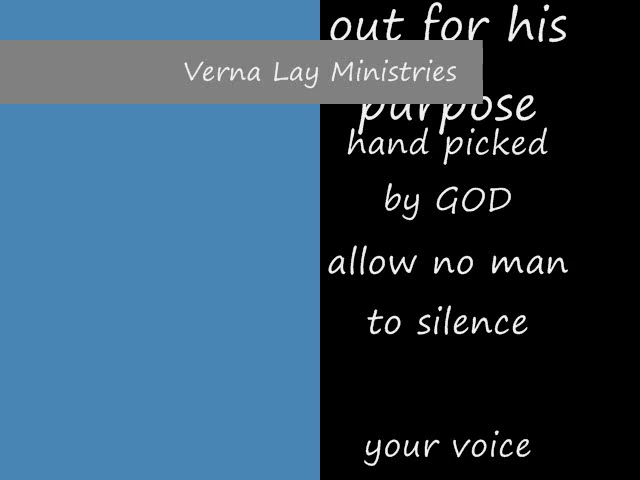 out for his
Verna Lay Ministries
purpose
hand picked
by GOD
allow no man
to silence
your voice